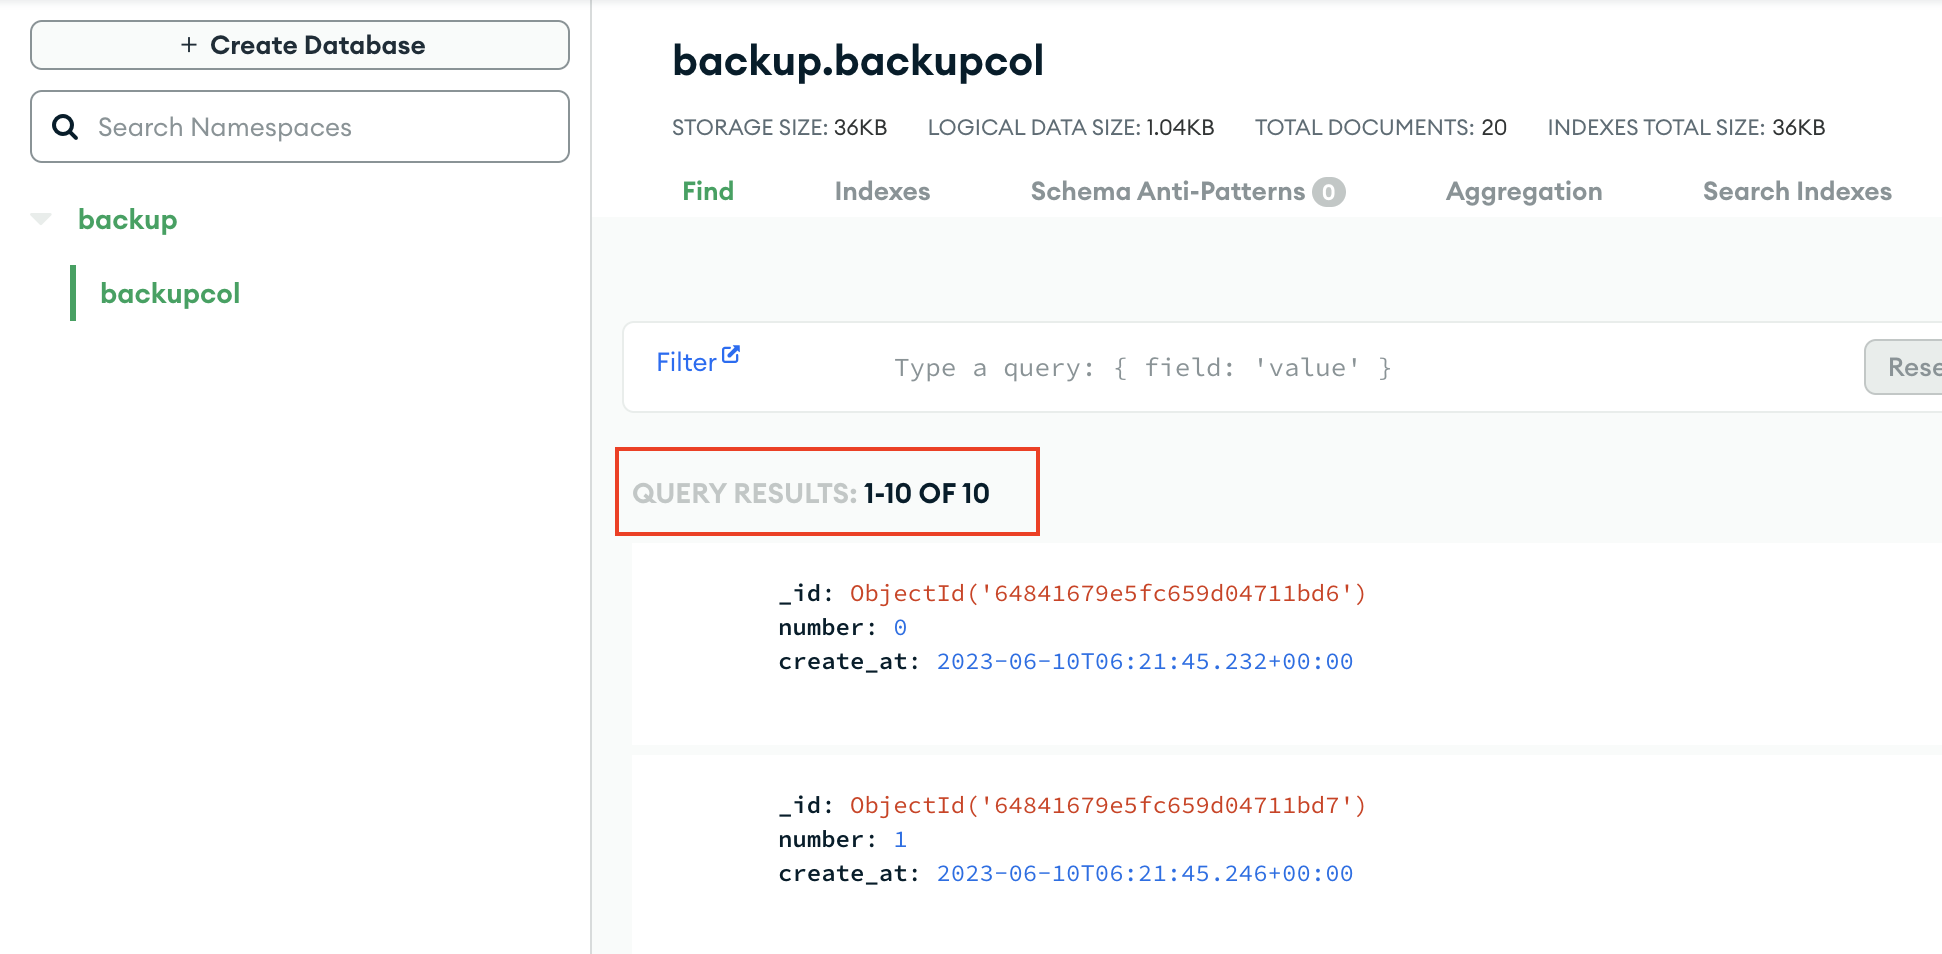 + Create Database
Search Namespaces
backup
backupcol
backup.backupcol
STORAGE SIZE: 36KB LOGICAL DATA SIZE: 1.04KB TOTAL DOCUMENTS: 20 INDEXES TOTAL SIZE: 36KB
Find Indexes Schema Anti-Patterns 0 Aggregation Search Indexes
Filter Type a query: { field: 'value' } Rese
QUERY RESULTS: 1-10 OF 10
_id: ObjectId('64841679e5fc659d04711bd6')
number: 0
create_at: 2023-06-10T06:21:45.232+00:00
_id: ObjectId('64841679e5fc659d04711bd7')
number: 1
create_at: 2023-06-10T06:21:45.246+00:00